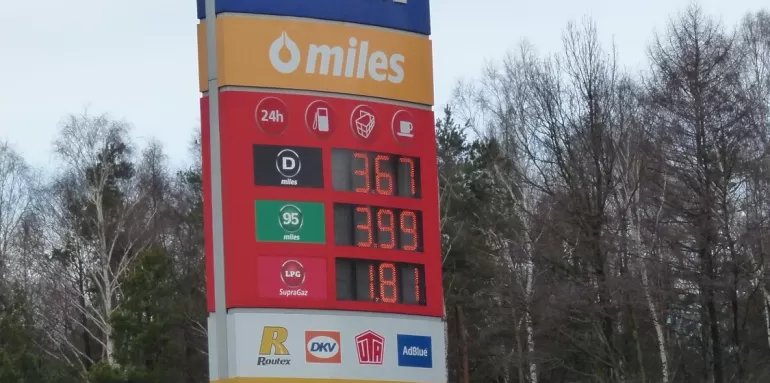 miles
24h
D
miles
3.67
95
miles
3.99
LPG
SupraGaz
1.81
R
Routex
DKV
UTA
AdBlue